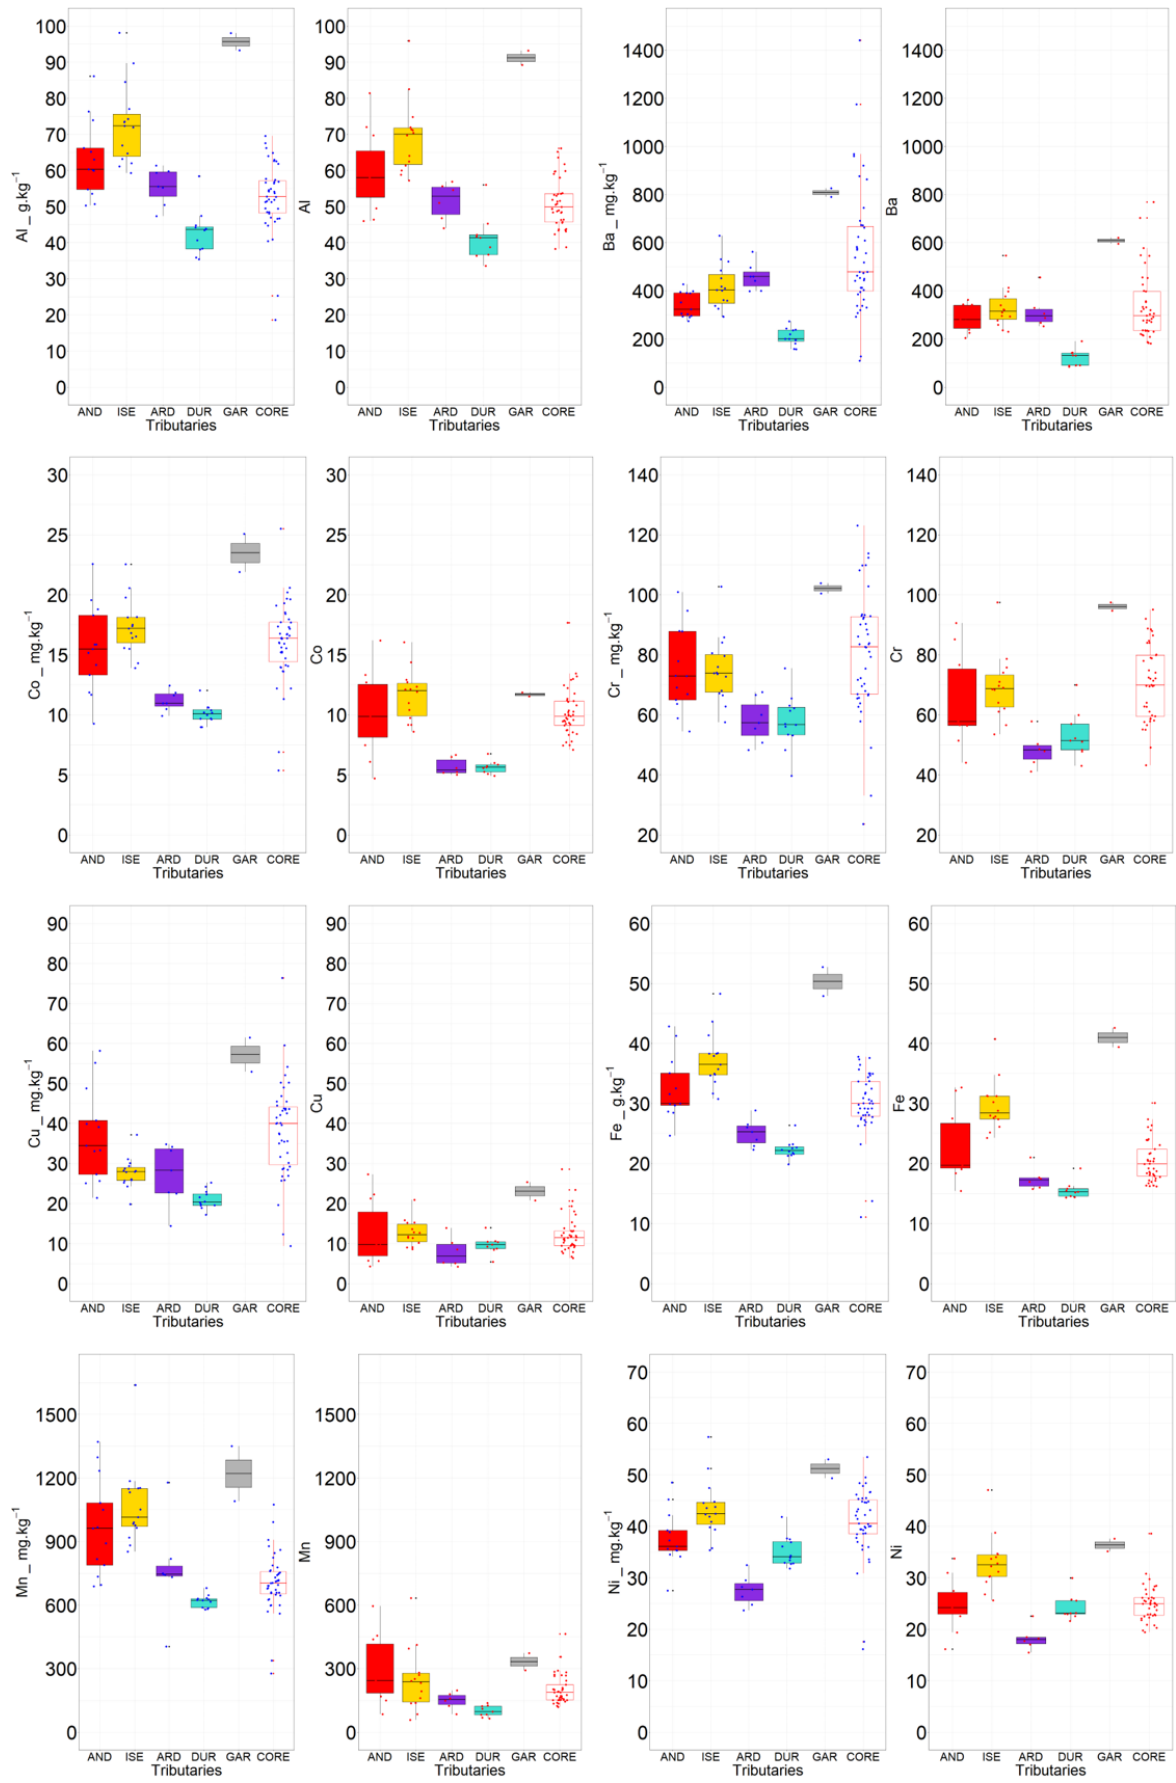 Al _ g.kg⁻¹
100
90
80
70
60
50
40
30
20
10
0
AND ISE ARD DUR GAR CORE
Tributaries
Al
100
90
80
70
60
50
40
30
20
10
0
AND ISE ARD DUR GAR CORE
Tributaries
Ba _ mg.kg⁻¹
1400
1200
1000
800
600
400
200
0
AND ISE ARD DUR GAR CORE
Tributaries
Ba
1400
1200
1000
800
600
400
200
0
AND ISE ARD DUR GAR CORE
Tributaries
Co _ mg.kg⁻¹
30
25
20
15
10
5
0
AND ISE ARD DUR GAR CORE
Tributaries
Co
30
25
20
15
10
5
0
AND ISE ARD DUR GAR CORE
Tributaries
Cr _ mg.kg⁻¹
140
120
100
80
60
40
20
AND ISE ARD DUR GAR CORE
Tributaries
Cr
140
120
100
80
60
40
20
AND ISE ARD DUR GAR CORE
Tributaries
Cu _ mg.kg⁻¹
90
80
70
60
50
40
30
20
10
0
AND ISE ARD DUR GAR CORE
Tributaries
Cu
90
80
70
60
50
40
30
20
10
0
AND ISE ARD DUR GAR CORE
Tributaries
Fe _ g.kg⁻¹
60
50
40
30
20
10
0
AND ISE ARD DUR GAR CORE
Tributaries
Fe
60
50
40
30
20
10
0
AND ISE ARD DUR GAR CORE
Tributaries
Mn _ mg.kg⁻¹
1500
1200
900
600
300
0
AND ISE ARD DUR GAR CORE
Tributaries
Mn
1500
1200
900
600
300
0
AND ISE ARD DUR GAR CORE
Tributaries
Ni _ mg.kg⁻¹
70
60
50
40
30
20
10
0
AND ISE ARD DUR GAR CORE
Tributaries
Ni
70
60
50
40
30
20
10
0
AND ISE ARD DUR GAR CORE
Tributaries